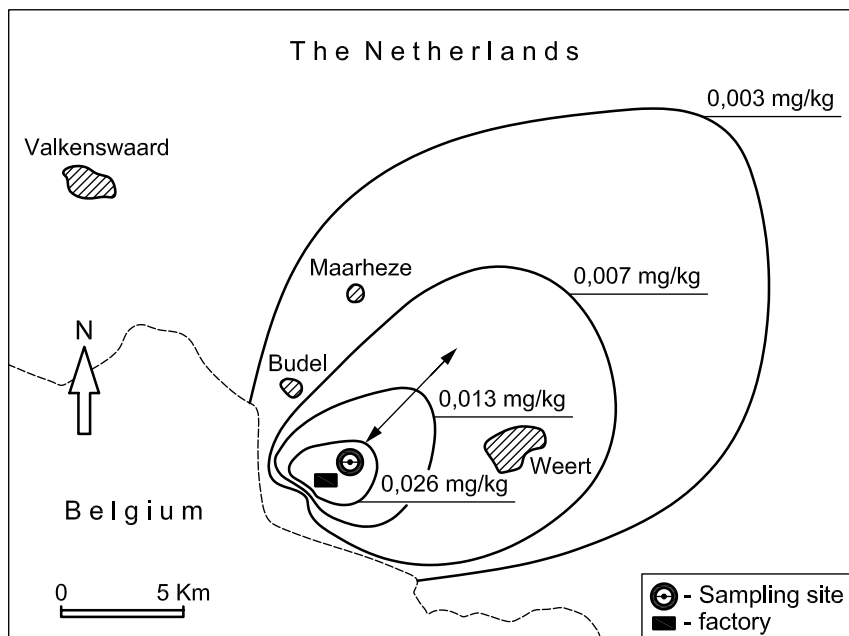 The Netherlands
0,003 mg/kg
Valkenswaard
Maarheze
0,007 mg/kg
N
Budel
0,013 mg/kg
Weert
0,026 mg/kg
Belgium
0 5 Km
- Sampling site
- factory